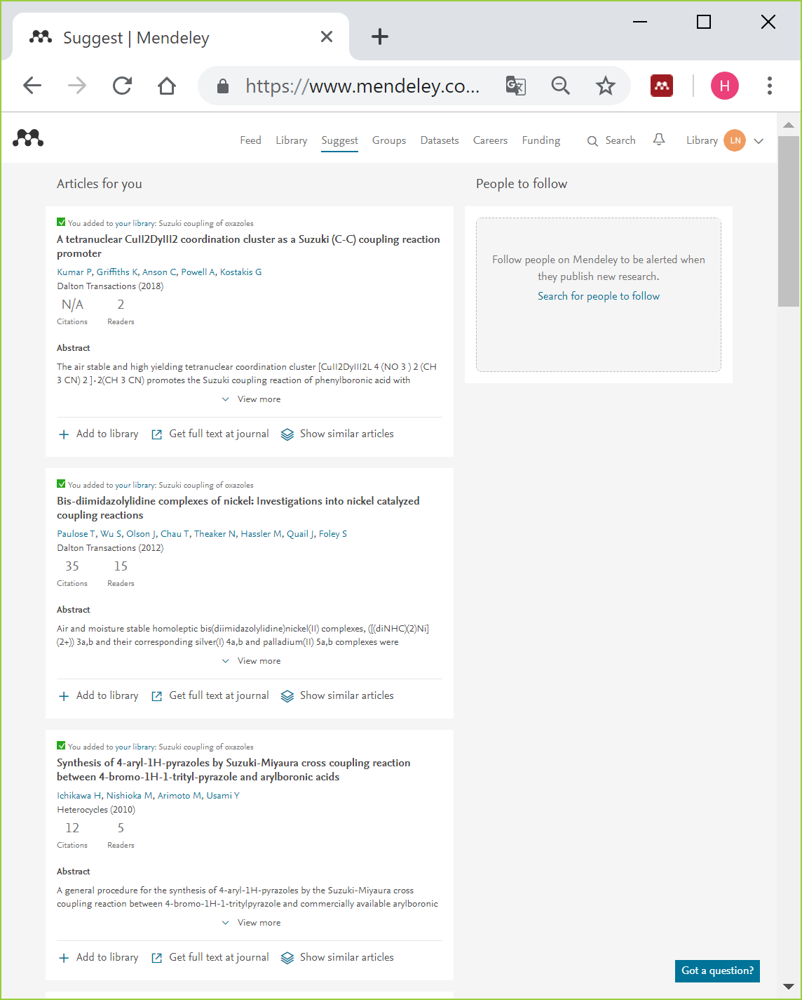 Suggest | Mendeley
https://www.mendeley.co...
H
Feed Library Suggest Groups Datasets Careers Funding Search Library LN
Articles for you
People to follow
You added to your library: Suzuki coupling of oxazoles
A tetranuclear CuII2DyIII2 coordination cluster as a Suzuki (C-C) coupling reaction
promoter
Kumar P, Griffiths K, Anson C, Powell A, Kostakis G
Dalton Transactions (2018)
N/A 2
Citations Readers
Abstract
The air stable and high yielding tetranuclear coordination cluster [CuII2DyIII2L 4 (NO 3 ) 2 (CH
3 CN) 2 ]·2(CH 3 CN) promotes the Suzuki coupling reaction of phenylboronic acid with
View more
Add to library Get full text at journal Show similar articles
Follow people on Mendeley to be alerted when
they publish new research.
Search for people to follow
You added to your library: Suzuki coupling of oxazoles
Bis-diimidazolylidine complexes of nickel: Investigations into nickel catalyzed
coupling reactions
Paulose T, Wu S, Olson J, Chau T, Theaker N, Hassler M, Quail J, Foley S
Dalton Transactions (2012)
35 15
Citations Readers
Abstract
Air and moisture stable homoleptic bis(diimidazolylidine)nickel(II) complexes, ([(diNHC)(2)Ni]
(2+)) 3a,b and their corresponding silver(I) 4a,b and palladium(II) 5a,b complexes were
View more
Add to library Get full text at journal Show similar articles
You added to your library: Suzuki coupling of oxazoles
Synthesis of 4-aryl-1H-pyrazoles by Suzuki-Miyaura cross coupling reaction
between 4-bromo-1H-1-trityl-pyrazole and arylboronic acids
Ichikawa H, Nishioka M, Arimoto M, Usami Y
Heterocycles (2010)
12 5
Citations Readers
Abstract
A general procedure for the synthesis of 4-aryl-1H-pyrazoles by the Suzuki-Miyaura cross
coupling reaction between 4-bromo-1H-1-tritylpyrazole and commercially available arylboronic
View more
Add to library Get full text at journal Show similar articles
Got a question?